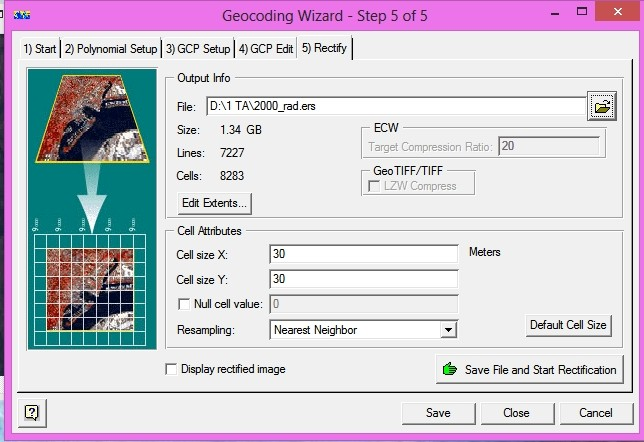 Geocoding Wizard - Step 5 of 5
1) Start 2) Polynomial Setup 3) GCP Setup 4) GCP Edit 5) Rectify
Output Info
File: D:\1 TA\2000_rad.ers
Size: 1.34 GB
ECW
Target Compression Ratio: 20
Lines: 7227
Cells: 8283
GeoTIFF/TIFF
LZW Compress
Edit Extents...
Cell Attributes
Cell size X: 30 Meters
Cell size Y: 30
Null cell value: 0
Resampling: Nearest Neighbor
Default Cell Size
Display rectified image
Save File and Start Rectification
Save Close Cancel